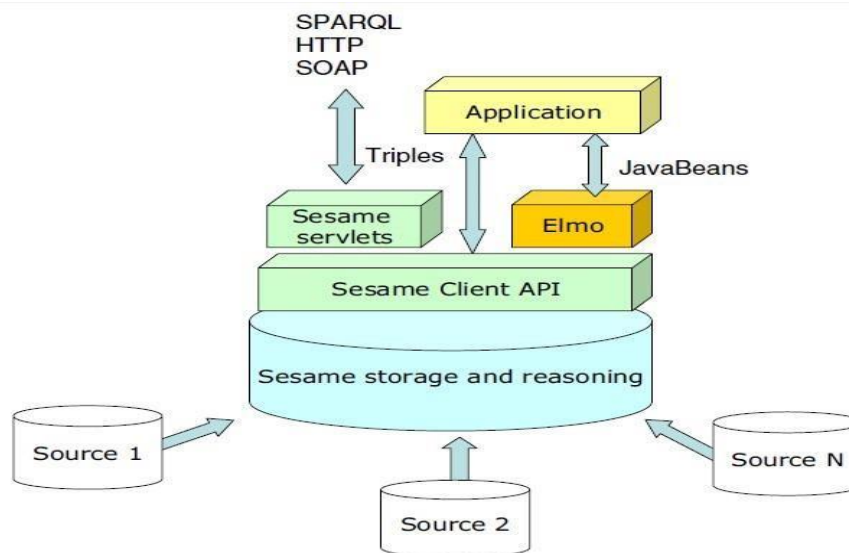 SPARQL
HTTP
SOAP
Application
Triples
JavaBeans
Sesame
servlets
Elmo
Sesame Client API
Sesame storage and reasoning
Source 1
Source N
Source 2